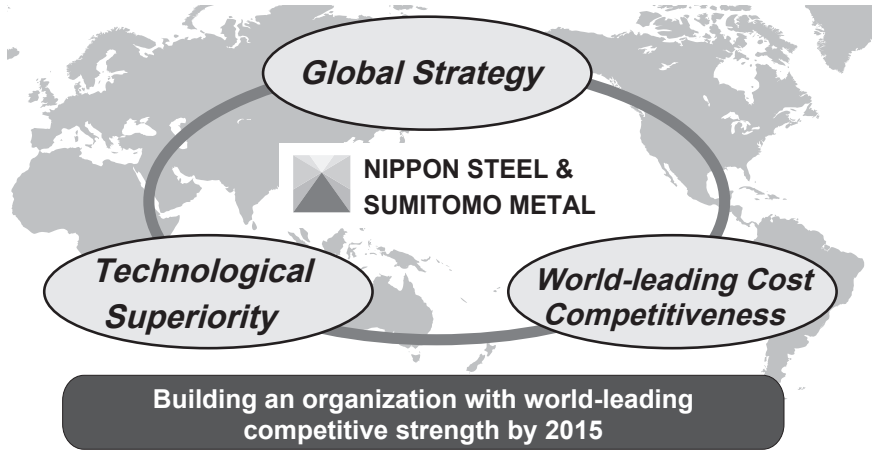 Global Strategy
NIPPON STEEL &
SUMITOMO METAL
Technological
Superiority
World-leading Cost
Competitiveness
Building an organization with world-leading
competitive strength by 2015